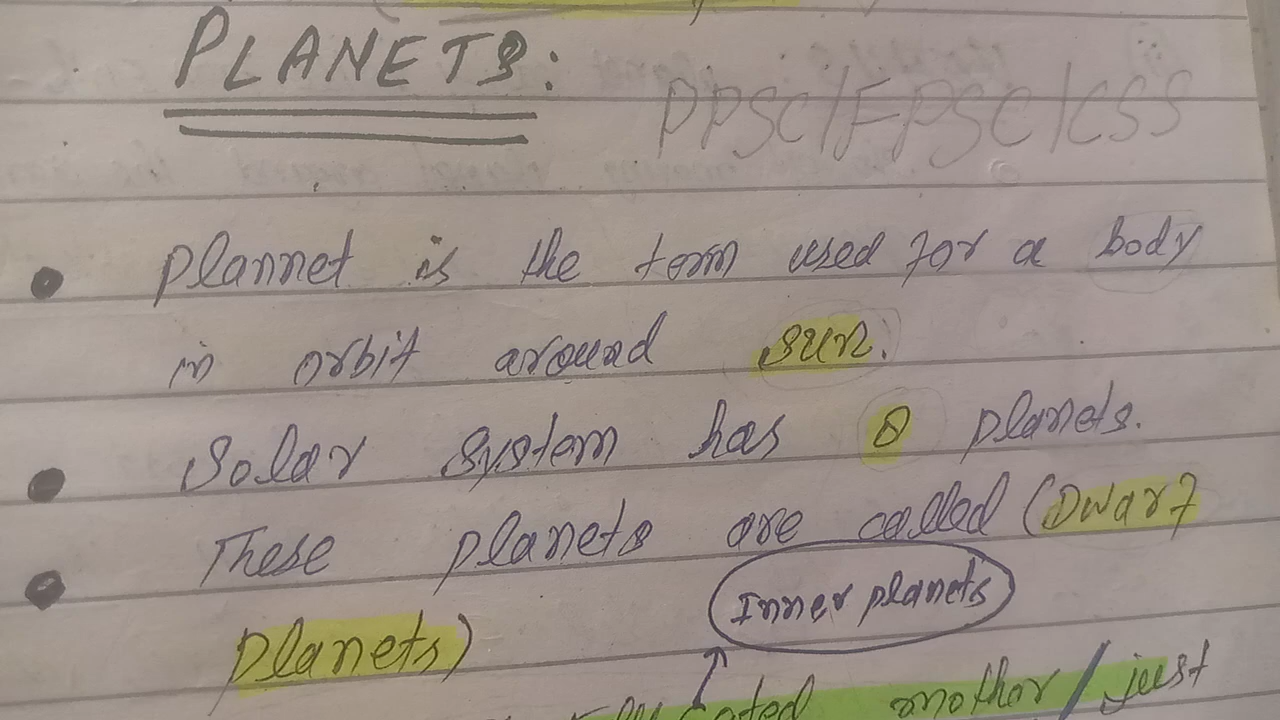 PLANETS:
PPSC/FPSC/CSS
plannet is the term used for a body
in orbit around sun.
Solar system has 8 planets.
These planets are called (Dwarf
planets)
Inner planets
another/just